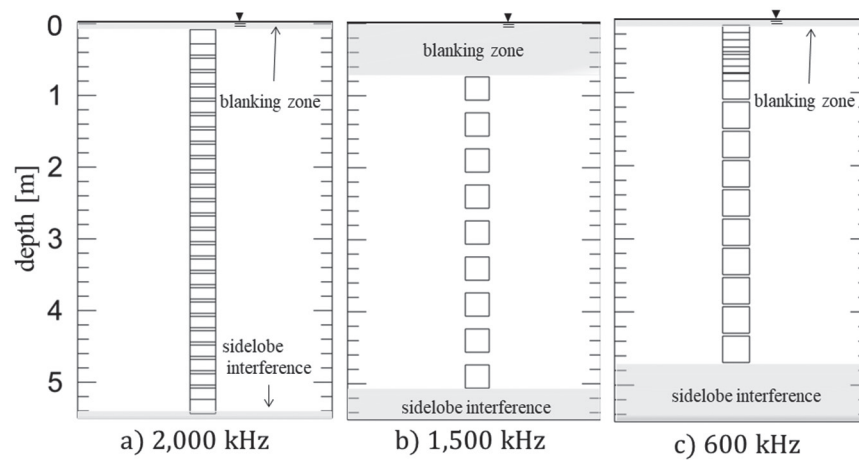 0
1
2
3
4
5
depth [m]
blanking zone
sidelobe
interference
a) 2,000 kHz
blanking zone
sidelobe interference
b) 1,500 kHz
blanking zone
sidelobe interference
c) 600 kHz